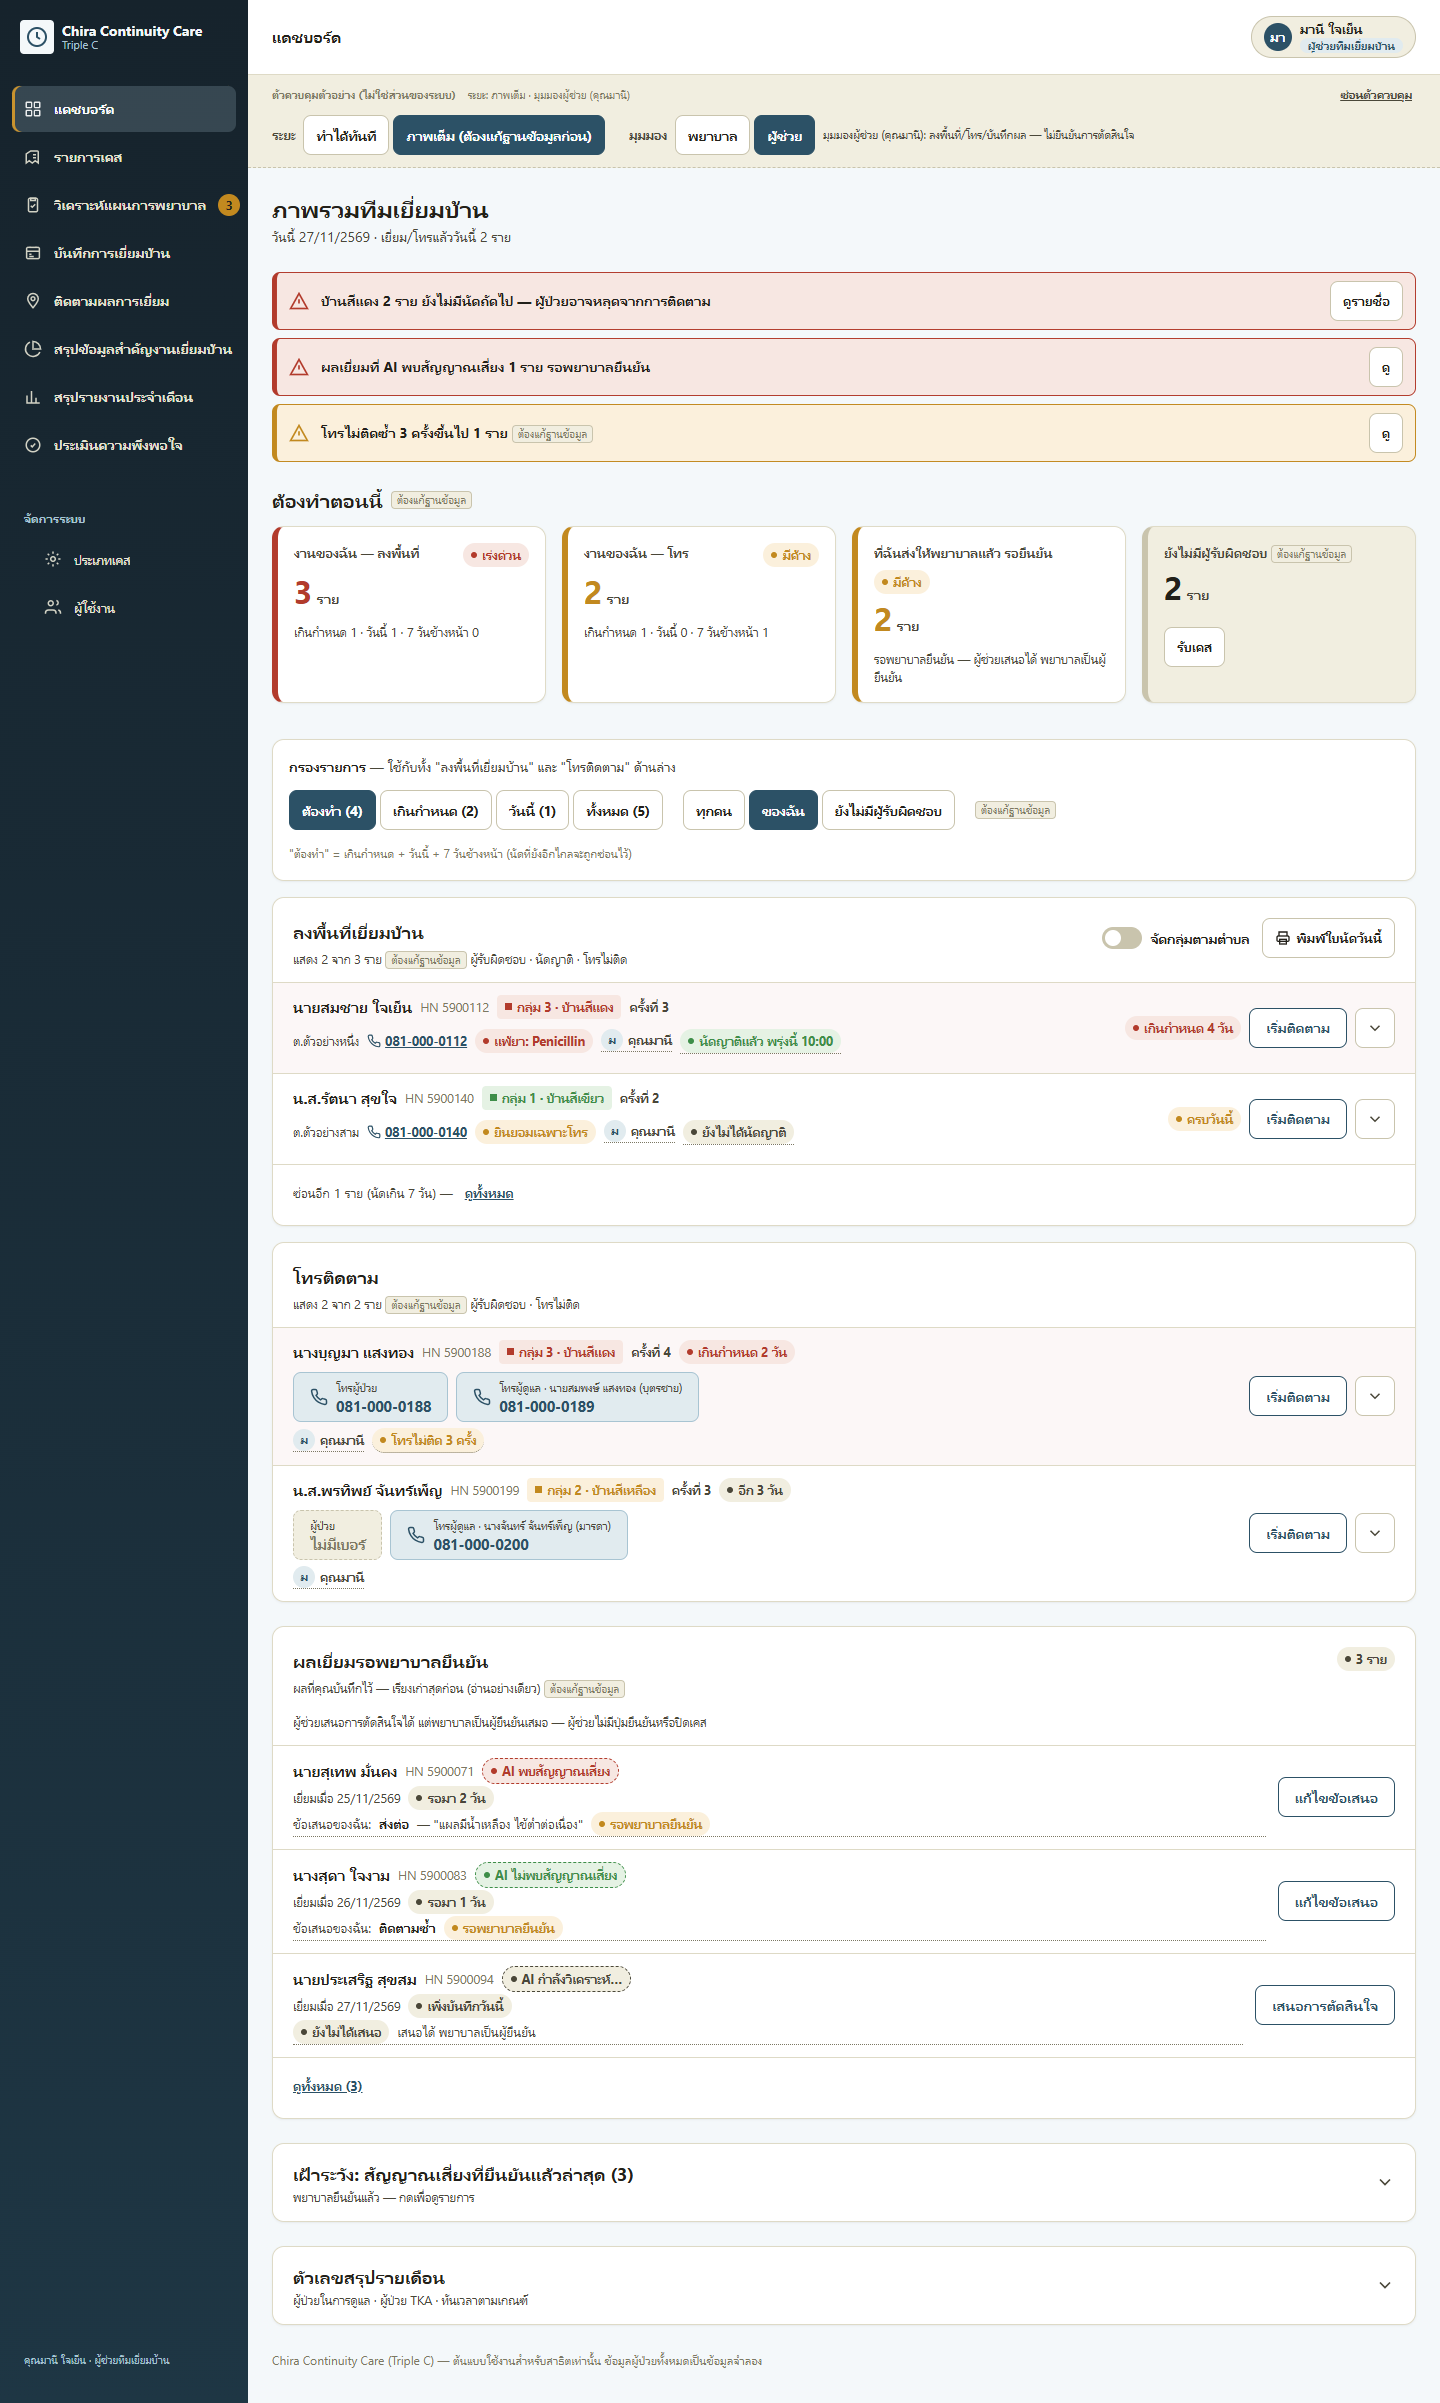 Chira Continuity Care
Triple C
แดชบอร์ด
รายการเคส
วิเคราะห์แผนการพยาบาล 3
บันทึกการเยี่ยมบ้าน
ติดตามผลการเยี่ยม
สรุปข้อมูลสำคัญงานเยี่ยมบ้าน
สรุปรายงานประจำเดือน
ประเมินความพึงพอใจ
จัดการระบบ
ประเภทเคส
ผู้ใช้งาน
คุณมานี ใจเย็น · ผู้ช่วยทีมเยี่ยมบ้าน
แดชบอร์ด
มา มานี ใจเย็น
ผู้ช่วยทีมเยี่ยมบ้าน
ตัวควบคุมตัวอย่าง (ไม่ใช่ส่วนของระบบ) ระยะ: ภาพเต็ม · มุมมองผู้ช่วย (คุณมานี) ซ่อนตัวควบคุม
ระยะ ทำได้ทันที ภาพเต็ม (ต้องแก้ฐานข้อมูลก่อน) มุมมอง พยาบาล ผู้ช่วย มุมมองผู้ช่วย (คุณมานี): ลงพื้นที่/โทร/บันทึกผล — ไม่ยืนยันการตัดสินใจ
ภาพรวมทีมเยี่ยมบ้าน
วันนี้ 27/11/2569 · เยี่ยม/โทรแล้ววันนี้ 2 ราย
บ้านสีแดง 2 ราย ยังไม่มีนัดถัดไป — ผู้ป่วยอาจหลุดจากการติดตาม ดูรายชื่อ
ผลเยี่ยมที่ AI พบสัญญาณเสี่ยง 1 ราย รอพยาบาลยืนยัน ดู
โทรไม่ติดซ้ำ 3 ครั้งขึ้นไป 1 ราย ต้องแก้ฐานข้อมูล ดู
ต้องทำตอนนี้ ต้องแก้ฐานข้อมูล
งานของฉัน — ลงพื้นที่ เร่งด่วน
3 ราย
เกินกำหนด 1 · วันนี้ 1 · 7 วันข้างหน้า 0
งานของฉัน — โทร มีค้าง
2 ราย
เกินกำหนด 1 · วันนี้ 0 · 7 วันข้างหน้า 1
ที่ฉันส่งให้พยาบาลแล้ว รอยืนยัน
มีค้าง
2 ราย
รอพยาบาลยืนยัน — ผู้ช่วยเสนอได้ พยาบาลเป็นผู้
ยืนยัน
ยังไม่มีผู้รับผิดชอบ ต้องแก้ฐานข้อมูล
2 ราย
รับเคส
กรองรายการ — ใช้กับทั้ง "ลงพื้นที่เยี่ยมบ้าน" และ "โทรติดตาม" ด้านล่าง
ต้องทำ (4) เกินกำหนด (2) วันนี้ (1) ทั้งหมด (5) ทุกคน ของฉัน ยังไม่มีผู้รับผิดชอบ ต้องแก้ฐานข้อมูล
"ต้องทำ" = เกินกำหนด + วันนี้ + 7 วันข้างหน้า (นัดที่ยังอีกไกลจะถูกซ่อนไว้)
ลงพื้นที่เยี่ยมบ้าน
แสดง 2 จาก 3 ราย ต้องแก้ฐานข้อมูล ผู้รับผิดชอบ · นัดญาติ · โทรไม่ติด
จัดกลุ่มตามตำบล พิมพ์ใบนัดวันนี้
นายสมชาย ใจเย็น HN 5900112 กลุ่ม 3 · บ้านสีแดง ครั้งที่ 3
ต.ตัวอย่างหนึ่ง 081-000-0112 แพ้ยา: Penicillin ม คุณมานี นัดญาติแล้ว พรุ่งนี้ 10:00
เกินกำหนด 4 วัน เริ่มติดตาม
น.ส.รัตนา สุขใจ HN 5900140 กลุ่ม 1 · บ้านสีเขียว ครั้งที่ 2
ต.ตัวอย่างสาม 081-000-0140 ยินยอมเฉพาะโทร ม คุณมานี ยังไม่ได้นัดญาติ
ครบวันนี้ เริ่มติดตาม
ซ่อนอีก 1 ราย (นัดเกิน 7 วัน) — ดูทั้งหมด
โทรติดตาม
แสดง 2 จาก 2 ราย ต้องแก้ฐานข้อมูล ผู้รับผิดชอบ · โทรไม่ติด
นางบุญมา แสงทอง HN 5900188 กลุ่ม 3 · บ้านสีแดง ครั้งที่ 4 เกินกำหนด 2 วัน
โทรผู้ป่วย
081-000-0188
โทรผู้ดูแล · นายสมพงษ์ แสงทอง (บุตรชาย)
081-000-0189
เริ่มติดตาม
ม คุณมานี โทรไม่ติด 3 ครั้ง
น.ส.พรทิพย์ จันทร์เพ็ญ HN 5900199 กลุ่ม 2 · บ้านสีเหลือง ครั้งที่ 3 อีก 3 วัน
ผู้ป่วย
ไม่มีเบอร์
โทรผู้ดูแล · นางจันทร์ จันทร์เพ็ญ (มารดา)
081-000-0200
เริ่มติดตาม
ม คุณมานี
ผลเยี่ยมรอพยาบาลยืนยัน 3 ราย
ผลที่คุณบันทึกไว้ — เรียงเก่าสุดก่อน (อ่านอย่างเดียว) ต้องแก้ฐานข้อมูล
ผู้ช่วยเสนอการตัดสินใจได้ แต่พยาบาลเป็นผู้ยืนยันเสมอ — ผู้ช่วยไม่มีปุ่มยืนยันหรือปิดเคส
นายสุเทพ มั่นคง HN 5900071 AI พบสัญญาณเสี่ยง
เยี่ยมเมื่อ 25/11/2569 รอมา 2 วัน
ข้อเสนอของฉัน: ส่งต่อ — "แผลมีน้ำเหลือง ไข้ต่ำต่อเนื่อง" รอพยาบาลยืนยัน
แก้ไขข้อเสนอ
นางสุดา ใจงาม HN 5900083 AI ไม่พบสัญญาณเสี่ยง
เยี่ยมเมื่อ 26/11/2569 รอมา 1 วัน
ข้อเสนอของฉัน: ติดตามซ้ำ รอพยาบาลยืนยัน
แก้ไขข้อเสนอ
นายประเสริฐ สุขสม HN 5900094 AI กำลังวิเคราะห์...
เยี่ยมเมื่อ 27/11/2569 เพิ่งบันทึกวันนี้
ยังไม่ได้เสนอ เสนอได้ พยาบาลเป็นผู้ยืนยัน
เสนอการตัดสินใจ
ดูทั้งหมด (3)
เฝ้าระวัง: สัญญาณเสี่ยงที่ยืนยันแล้วล่าสุด (3)
พยาบาลยืนยันแล้ว — กดเพื่อดูรายการ
ตัวเลขสรุปรายเดือน
ผู้ป่วยในการดูแล · ผู้ป่วย TKA · ทันเวลาตามเกณฑ์
Chira Continuity Care (Triple C) — ต้นแบบใช้งานสำหรับสาธิตเท่านั้น ข้อมูลผู้ป่วยทั้งหมดเป็นข้อมูลจำลอง